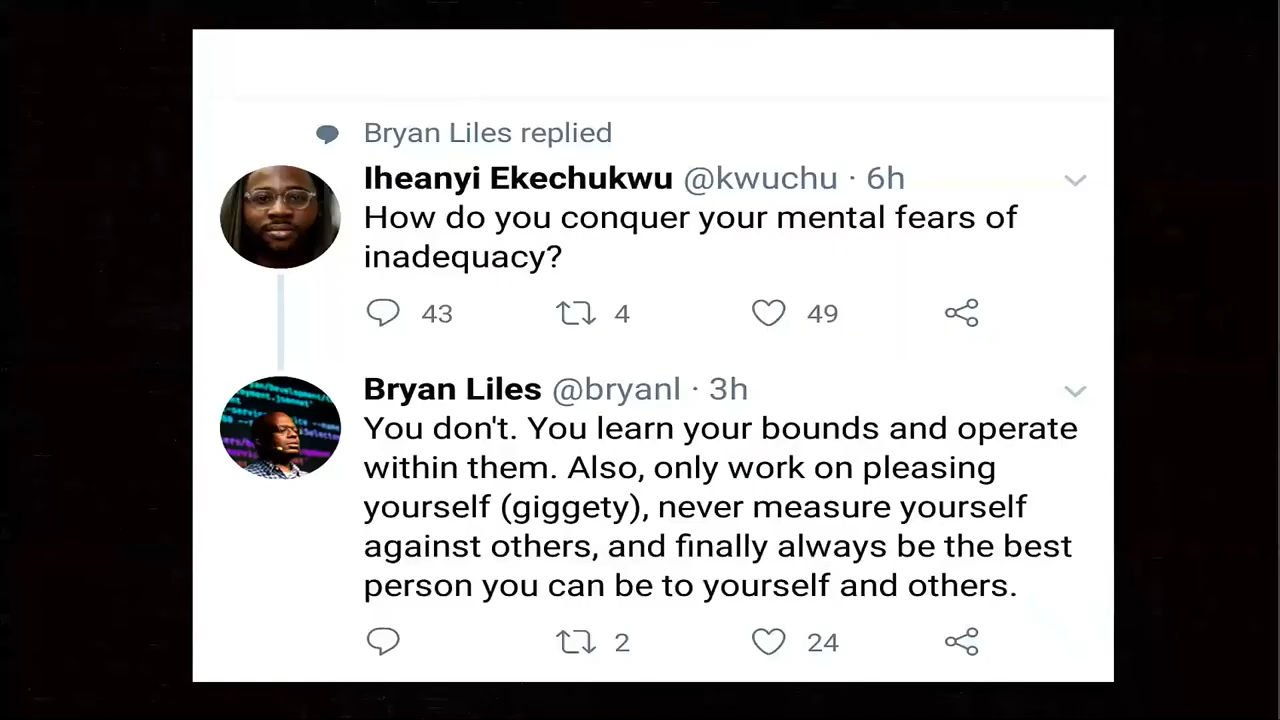 Bryan Liles replied
Iheanyi Ekechukwu @kwuchu · 6h
How do you conquer your mental fears of
inadequacy?
43 4 49
Bryan Liles @bryanl · 3h
You don't. You learn your bounds and operate
within them. Also, only work on pleasing
yourself (giggety), never measure yourself
against others, and finally always be the best
person you can be to yourself and others.
2 24